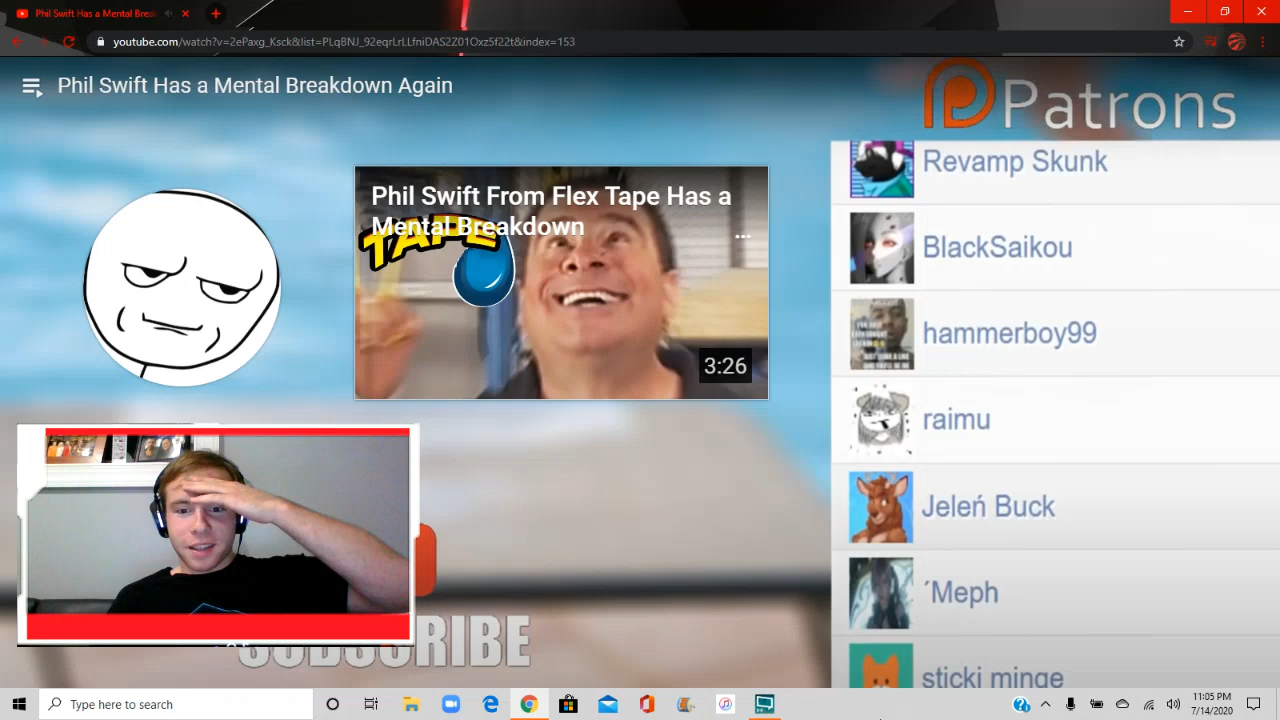 Phil Swift Has a Mental Brea
youtube.com/watch?v=2ePaxg_Ksck&list=PLqBNJ_92eqrLrLLfniDAS2Z01Oxz5f22t&index=153
Phil Swift Has a Mental Breakdown Again
Patrons
Phil Swift From Flex Tape Has a
Mental Breakdown
TAPE
3:26
Revamp Skunk
BlackSaikou
hammerboy99
raimu
Jeleń Buck
´Meph
sticki minge
SUBSCRIBE
Type here to search
11:05 PM
7/14/2020